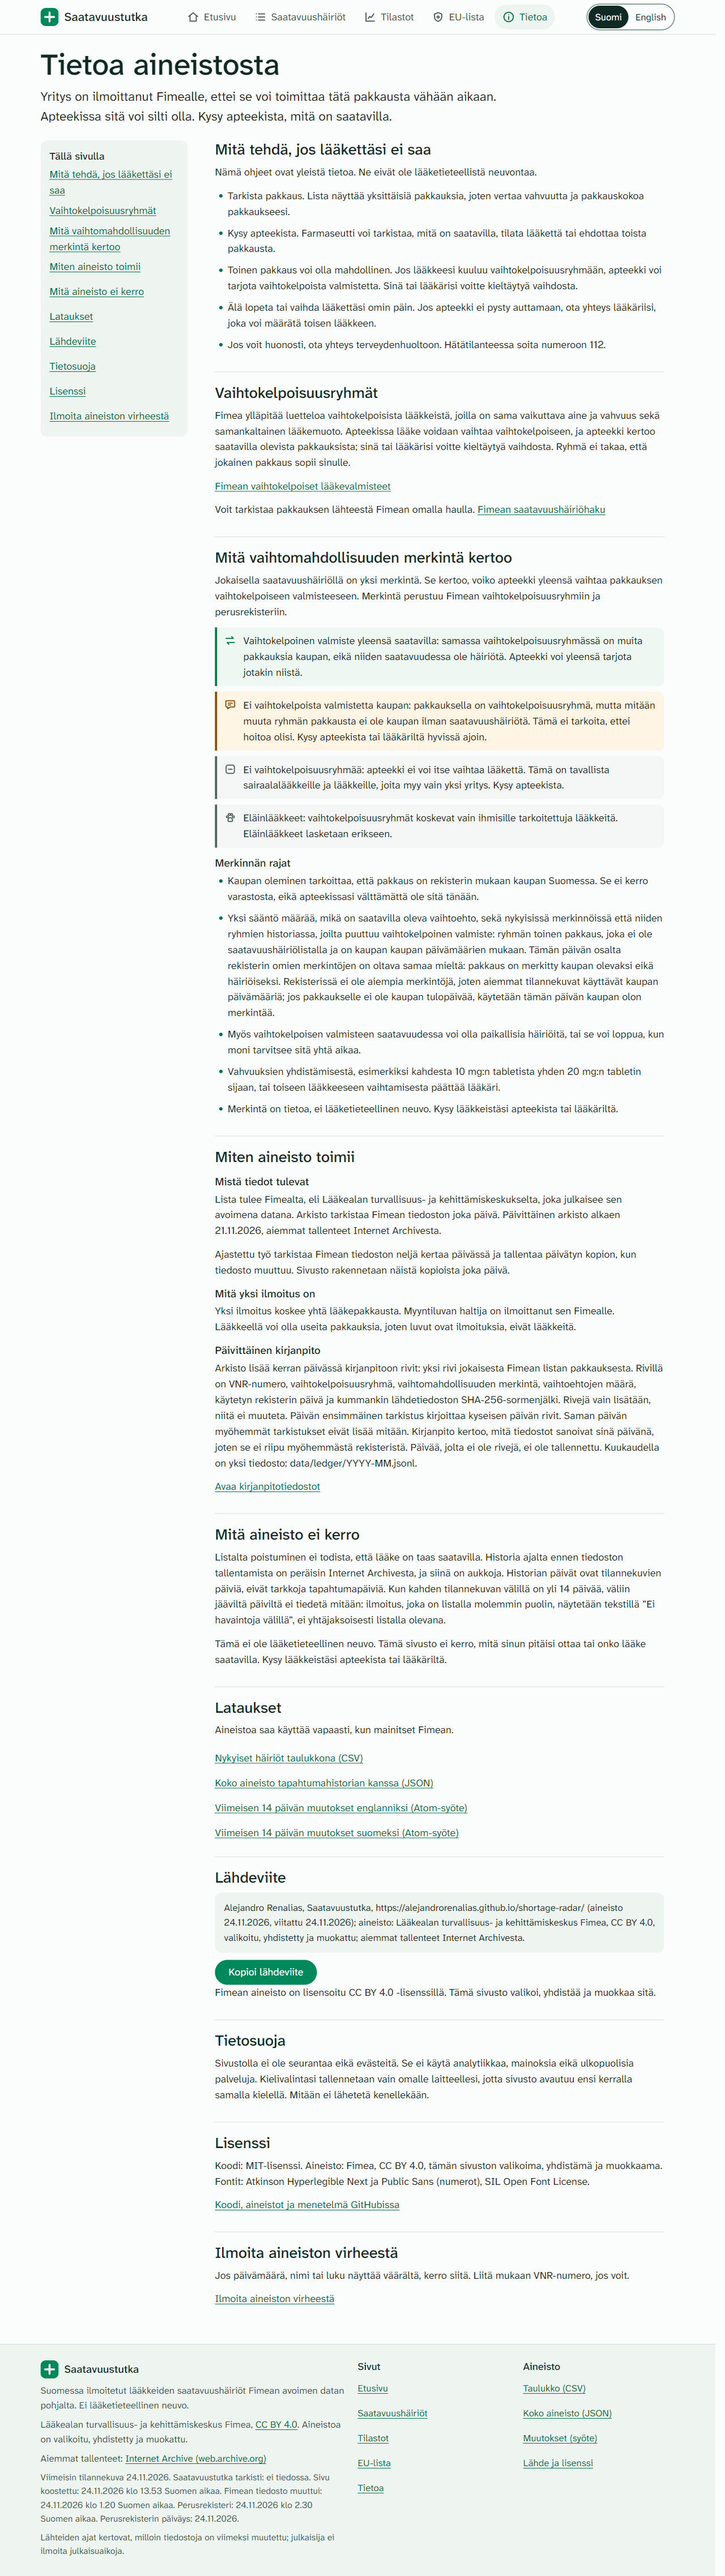 Saatavuustutka
Etusivu
Saatavuushäiriöt
Tilastot
EU-lista
Tietoa
Suomi
English
Tietoa aineistosta
Yritys on ilmoittanut Fimealle, ettei se voi toimittaa tätä pakkausta vähään aikaan.
Apteekissa sitä voi silti olla. Kysy apteekista, mitä on saatavilla.
Tällä sivulla
Mitä tehdä, jos lääkettäsi ei
saa
Vaihtokelpoisuusryhmät
Mitä vaihtomahdollisuuden
merkintä kertoo
Miten aineisto toimii
Mitä aineisto ei kerro
Lataukset
Lähdeviite
Tietosuoja
Lisenssi
Ilmoita aineiston virheestä
Mitä tehdä, jos lääkettäsi ei saa
Nämä ohjeet ovat yleistä tietoa. Ne eivät ole lääketieteellistä neuvontaa.
Tarkista pakkaus. Lista näyttää yksittäisiä pakkauksia, joten vertaa vahvuutta ja pakkauskokoa
pakkaukseesi.
Kysy apteekista. Farmaseutti voi tarkistaa, mitä on saatavilla, tilata lääkettä tai ehdottaa toista
pakkausta.
Toinen pakkaus voi olla mahdollinen. Jos lääkkeesi kuuluu vaihtokelpoisuusryhmään, apteekki voi
tarjota vaihtokelpoista valmistetta. Sinä tai lääkärisi voitte kieltäytyä vaihdosta.
Älä lopeta tai vaihda lääkettäsi omin päin. Jos apteekki ei pysty auttamaan, ota yhteys lääkäriisi,
joka voi määrätä toisen lääkkeen.
Jos voit huonosti, ota yhteys terveydenhuoltoon. Hätätilanteessa soita numeroon 112.
Vaihtokelpoisuusryhmät
Fimea ylläpitää luetteloa vaihtokelpoisista lääkkeistä, joilla on sama vaikuttava aine ja vahvuus sekä
samankaltainen lääkemuoto. Apteekissa lääke voidaan vaihtaa vaihtokelpoiseen, ja apteekki kertoo
saatavilla olevista pakkauksista; sinä tai lääkärisi voitte kieltäytyä vaihdosta. Ryhmä ei takaa, että
jokainen pakkaus sopii sinulle.
Fimean vaihtokelpoiset lääkevalmisteet
Voit tarkistaa pakkauksen lähteestä Fimean omalla haulla. Fimean saatavuushäiriöhaku
Mitä vaihtomahdollisuuden merkintä kertoo
Jokaisella saatavuushäiriöllä on yksi merkintä. Se kertoo, voiko apteekki yleensä vaihtaa pakkauksen
vaihtokelpoiseen valmisteeseen. Merkintä perustuu Fimean vaihtokelpoisuusryhmiin ja
perusrekisteriin.
Vaihtokelpoinen valmiste yleensä saatavilla: samassa vaihtokelpoisuusryhmässä on muita
pakkauksia kaupan, eikä niiden saatavuudessa ole häiriötä. Apteekki voi yleensä tarjota
jotakin niistä.
Ei vaihtokelpoista valmistetta kaupan: pakkauksella on vaihtokelpoisuusryhmä, mutta mitään
muuta ryhmän pakkausta ei ole kaupan ilman saatavuushäiriötä. Tämä ei tarkoita, ettei
hoitoa olisi. Kysy apteekista tai lääkäriltä hyvissä ajoin.
Ei vaihtokelpoisuusryhmää: apteekki ei voi itse vaihtaa lääkettä. Tämä on tavallista
sairaalalääkkeille ja lääkkeille, joita myy vain yksi yritys. Kysy apteekista.
Eläinlääkkeet: vaihtokelpoisuusryhmät koskevat vain ihmisille tarkoitettuja lääkkeitä.
Eläinlääkkeet lasketaan erikseen.
Merkinnän rajat
Kaupan oleminen tarkoittaa, että pakkaus on rekisterin mukaan kaupan Suomessa. Se ei kerro
varastosta, eikä apteekissasi välttämättä ole sitä tänään.
Yksi sääntö määrää, mikä on saatavilla oleva vaihtoehto, sekä nykyisissä merkinnöissä että niiden
ryhmien historiassa, joilta puuttuu vaihtokelpoinen valmiste: ryhmän toinen pakkaus, joka ei ole
saatavuushäiriölistalla ja on kaupan kaupan päivämäärien mukaan. Tämän päivän osalta
rekisterin omien merkintöjen on oltava samaa mieltä: pakkaus on merkitty kaupan olevaksi eikä
häiriöiseksi. Rekisterissä ei ole aiempia merkintöjä, joten aiemmat tilannekuvat käyttävät kaupan
päivämääriä; jos pakkaukselle ei ole kaupan tulopäivää, käytetään tämän päivän kaupan olon
merkintää.
Myös vaihtokelpoisen valmisteen saatavuudessa voi olla paikallisia häiriöitä, tai se voi loppua, kun
moni tarvitsee sitä yhtä aikaa.
Vahvuuksien yhdistämisestä, esimerkiksi kahdesta 10 mg:n tabletista yhden 20 mg:n tabletin
sijaan, tai toiseen lääkkeeseen vaihtamisesta päättää lääkäri.
Merkintä on tietoa, ei lääketieteellinen neuvo. Kysy lääkkeistäsi apteekista tai lääkäriltä.
Miten aineisto toimii
Mistä tiedot tulevat
Lista tulee Fimealta, eli Lääkealan turvallisuus- ja kehittämiskeskukselta, joka julkaisee sen
avoimena datana. Arkisto tarkistaa Fimean tiedoston joka päivä. Päivittäinen arkisto alkaen
21.11.2026, aiemmat tallenteet Internet Archivesta.
Ajastettu työ tarkistaa Fimean tiedoston neljä kertaa päivässä ja tallentaa päivätyn kopion, kun
tiedosto muuttuu. Sivusto rakennetaan näistä kopioista joka päivä.
Mitä yksi ilmoitus on
Yksi ilmoitus koskee yhtä lääkepakkausta. Myyntiluvan haltija on ilmoittanut sen Fimealle.
Lääkkeellä voi olla useita pakkauksia, joten luvut ovat ilmoituksia, eivät lääkkeitä.
Päivittäinen kirjanpito
Arkisto lisää kerran päivässä kirjanpitoon rivit: yksi rivi jokaisesta Fimean listan pakkauksesta. Rivillä
on VNR-numero, vaihtokelpoisuusryhmä, vaihtomahdollisuuden merkintä, vaihtoehtojen määrä,
käytetyn rekisterin päivä ja kummankin lähdetiedoston SHA-256-sormenjälki. Rivejä vain lisätään,
niitä ei muuteta. Päivän ensimmäinen tarkistus kirjoittaa kyseisen päivän rivit. Saman päivän
myöhemmät tarkistukset eivät lisää mitään. Kirjanpito kertoo, mitä tiedostot sanoivat sinä päivänä,
joten se ei riipu myöhemmästä rekisteristä. Päivää, jolta ei ole rivejä, ei ole tallennettu. Kuukaudella
on yksi tiedosto: data/ledger/YYYY-MM.jsonl.
Avaa kirjanpitotiedostot
Mitä aineisto ei kerro
Listalta poistuminen ei todista, että lääke on taas saatavilla. Historia ajalta ennen tiedoston
tallentamista on peräisin Internet Archivesta, ja siinä on aukkoja. Historian päivät ovat tilannekuvien
päiviä, eivät tarkkoja tapahtumapäiviä. Kun kahden tilannekuvan välillä on yli 14 päivää, väliin
jääviltä päiviltä ei tiedetä mitään: ilmoitus, joka on listalla molemmin puolin, näytetään tekstillä "Ei
havaintoja välillä", ei yhtäjaksoisesti listalla olevana.
Tämä ei ole lääketieteellinen neuvo. Tämä sivusto ei kerro, mitä sinun pitäisi ottaa tai onko lääke
saatavilla. Kysy lääkkeistäsi apteekista tai lääkäriltä.
Lataukset
Aineistoa saa käyttää vapaasti, kun mainitset Fimean.
Nykyiset häiriöt taulukkona (CSV)
Koko aineisto tapahtumahistorian kanssa (JSON)
Viimeisen 14 päivän muutokset englanniksi (Atom-syöte)
Viimeisen 14 päivän muutokset suomeksi (Atom-syöte)
Lähdeviite
Alejandro Renalias, Saatavuustutka, https://alejandrorenalias.github.io/shortage-radar/ (aineisto
24.11.2026, viitattu 24.11.2026); aineisto: Lääkealan turvallisuus- ja kehittämiskeskus Fimea, CC BY 4.0,
valikoitu, yhdistetty ja muokattu; aiemmat tallenteet Internet Archivesta.
Kopioi lähdeviite
Fimean aineisto on lisensoitu CC BY 4.0 -lisenssillä. Tämä sivusto valikoi, yhdistää ja muokkaa sitä.
Tietosuoja
Sivustolla ei ole seurantaa eikä evästeitä. Se ei käytä analytiikkaa, mainoksia eikä ulkopuolisia
palveluja. Kielivalintasi tallennetaan vain omalle laitteellesi, jotta sivusto avautuu ensi kerralla
samalla kielellä. Mitään ei lähetetä kenellekään.
Lisenssi
Koodi: MIT-lisenssi. Aineisto: Fimea, CC BY 4.0, tämän sivuston valikoima, yhdistämä ja muokkaama.
Fontit: Atkinson Hyperlegible Next ja Public Sans (numerot), SIL Open Font License.
Koodi, aineistot ja menetelmä GitHubissa
Ilmoita aineiston virheestä
Jos päivämäärä, nimi tai luku näyttää väärältä, kerro siitä. Liitä mukaan VNR-numero, jos voit.
Ilmoita aineiston virheestä
Saatavuustutka
Suomessa ilmoitetut lääkkeiden saatavuushäiriöt Fimean avoimen datan
pohjalta. Ei lääketieteellinen neuvo.
Lääkealan turvallisuus- ja kehittämiskeskus Fimea, CC BY 4.0. Aineistoa
on valikoitu, yhdistetty ja muokattu.
Aiemmat tallenteet: Internet Archive (web.archive.org)
Viimeisin tilannekuva 24.11.2026. Saatavuustutka tarkisti: ei tiedossa. Sivu
koostettu: 24.11.2026 klo 13.53 Suomen aikaa. Fimean tiedosto muuttui:
24.11.2026 klo 1.20 Suomen aikaa. Perusrekisteri: 24.11.2026 klo 2.30
Suomen aikaa. Perusrekisterin päiväys: 24.11.2026.
Lähteiden ajat kertovat, milloin tiedostoja on viimeksi muutettu; julkaisija ei
ilmoita julkaisuaikoja.
Sivut
Etusivu
Saatavuushäiriöt
Tilastot
EU-lista
Tietoa
Aineisto
Taulukko (CSV)
Koko aineisto (JSON)
Muutokset (syöte)
Lähde ja lisenssi